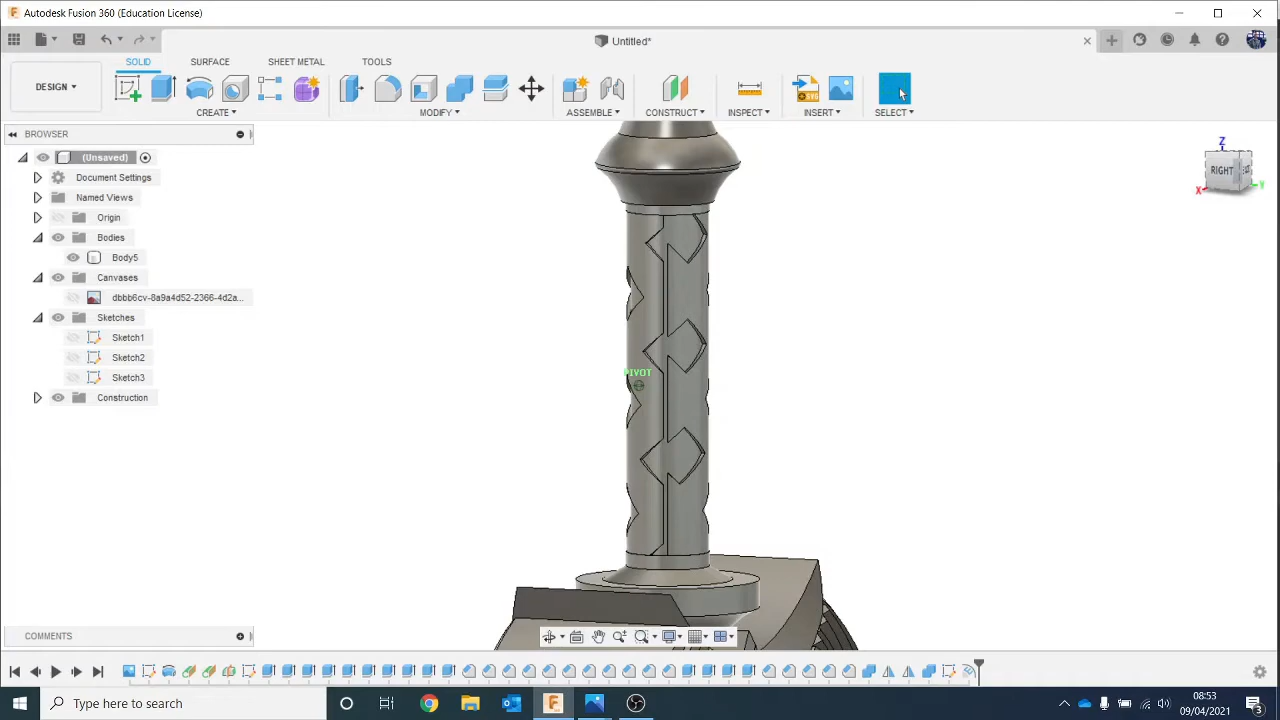 Autodesk Fusion 360 (Education License)
Untitled*
SOLID
SURFACE
SHEET METAL
TOOLS
DESIGN
CREATE
MODIFY
ASSEMBLE
CONSTRUCT
INSPECT
INSERT
SELECT
BROWSER
(Unsaved)
Document Settings
Named Views
Origin
Bodies
Body5
Canvases
dbbb6cv-8a9a4d52-2366-4d2a...
Sketches
Sketch1
Sketch2
Sketch3
Construction
Z
RIGHT
X
Y
PIVOT
COMMENTS
Type here to search
08:53
09/04/2021
3